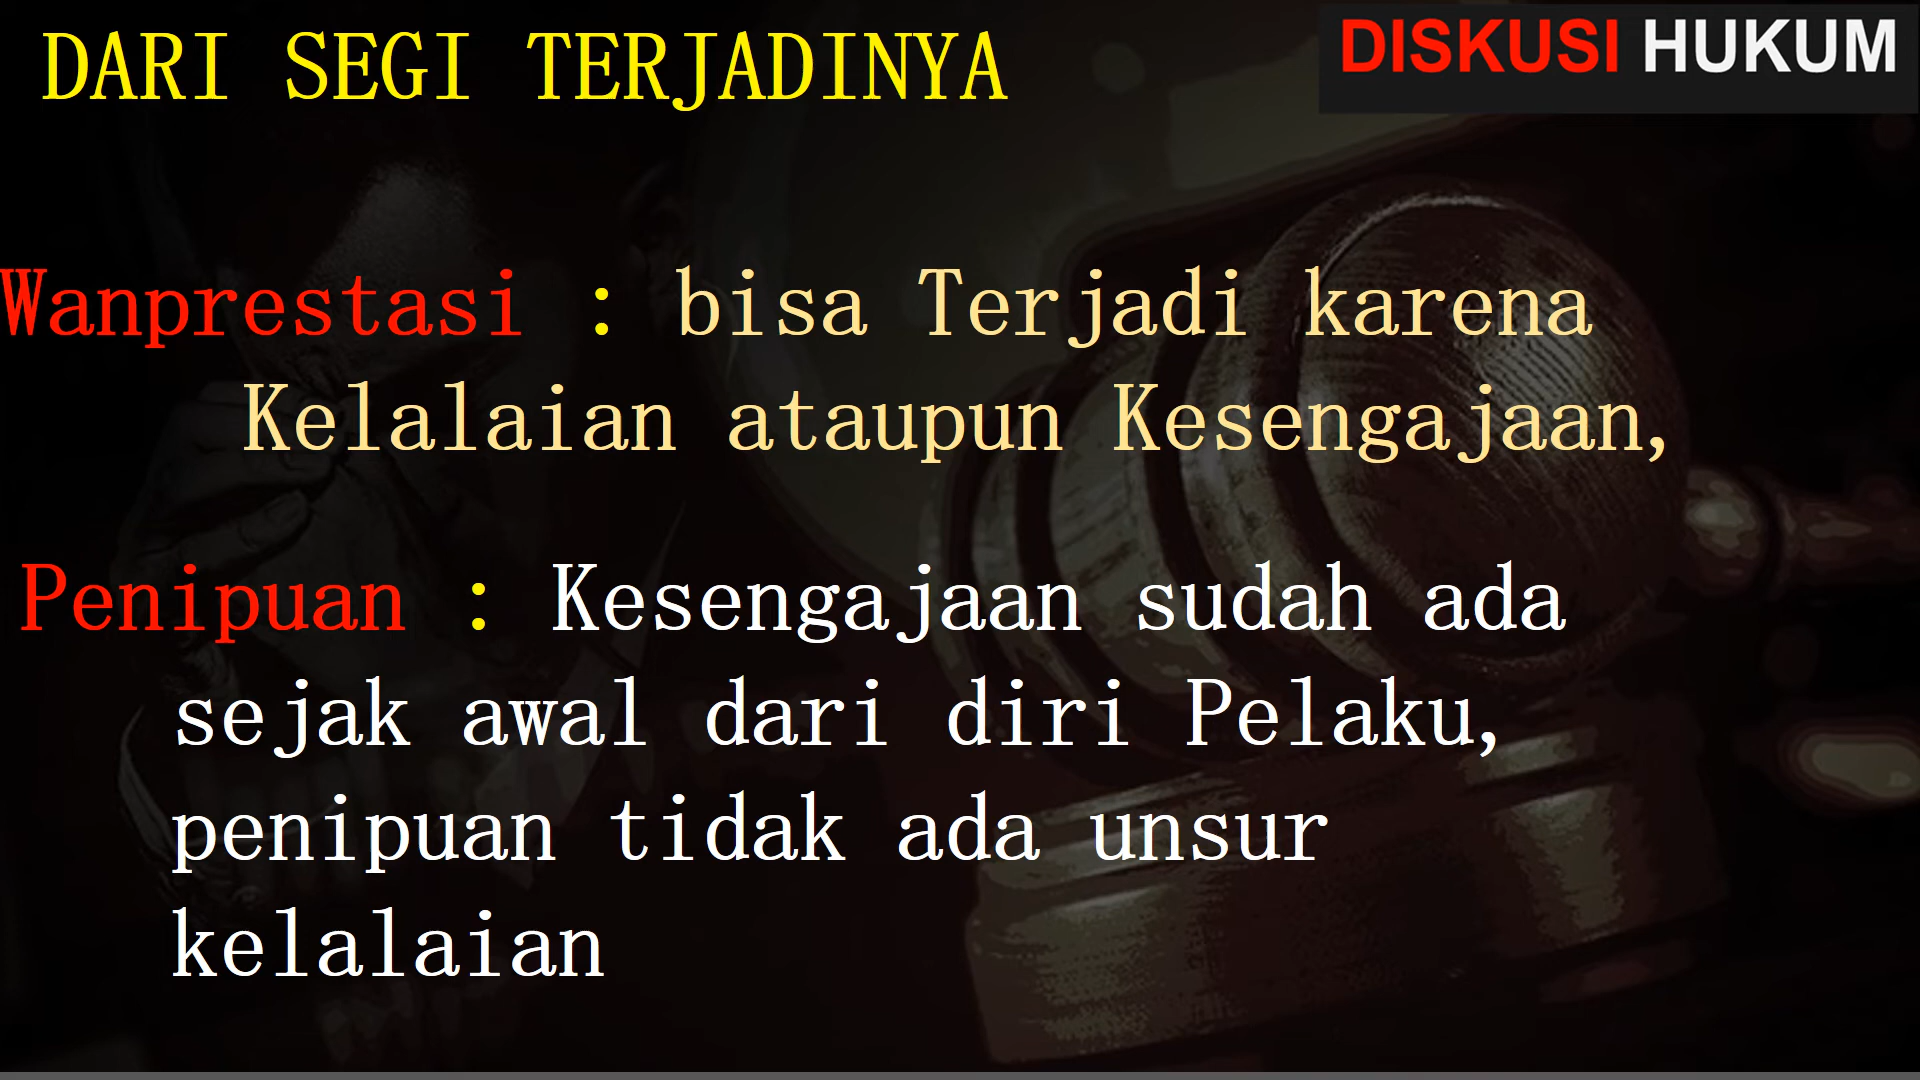 DARI SEGI TERJADINYA
DISKUSI HUKUM
Wanprestasi : bisa Terjadi karena
Kelalaian ataupun Kesengajaan,
Penipuan : Kesengajaan sudah ada
sejak awal dari diri Pelaku,
penipuan tidak ada unsur
kelalaian